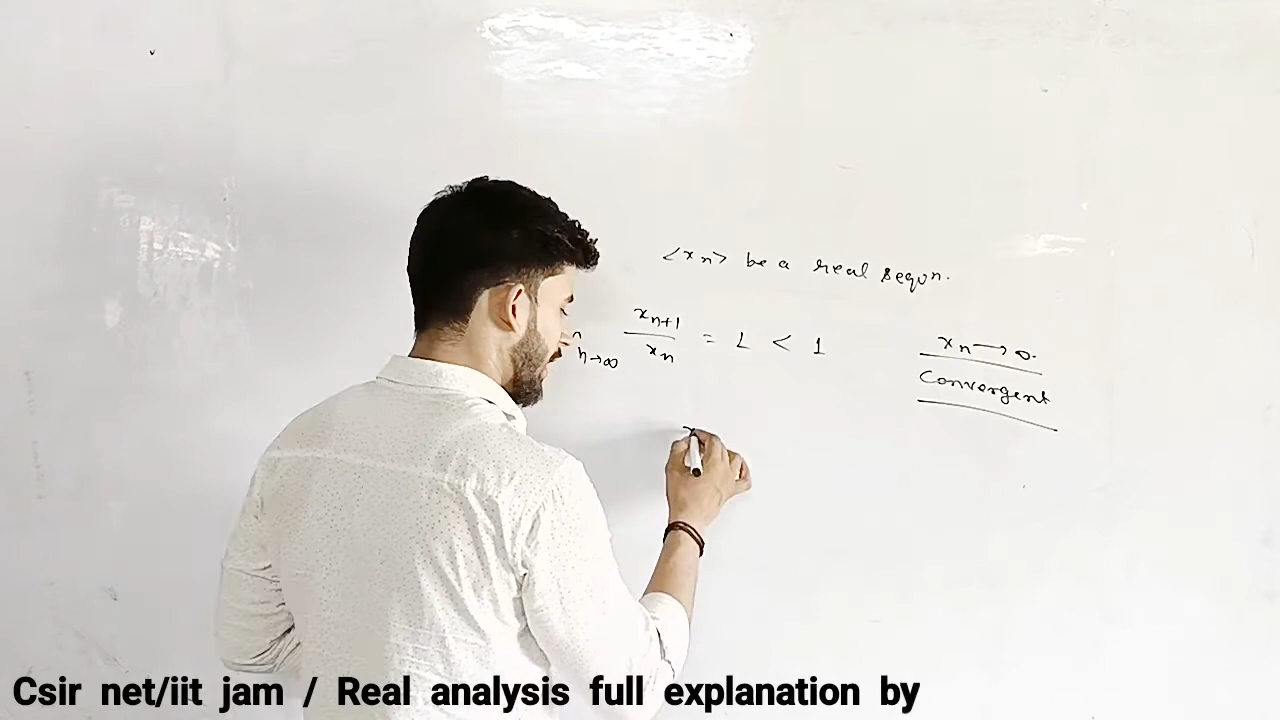 <xn> be a real seqn.
n→∞ xn+1 / xn = L < 1
xn → ∞.
Convergent
Csir net/iit jam / Real analysis full explanation by